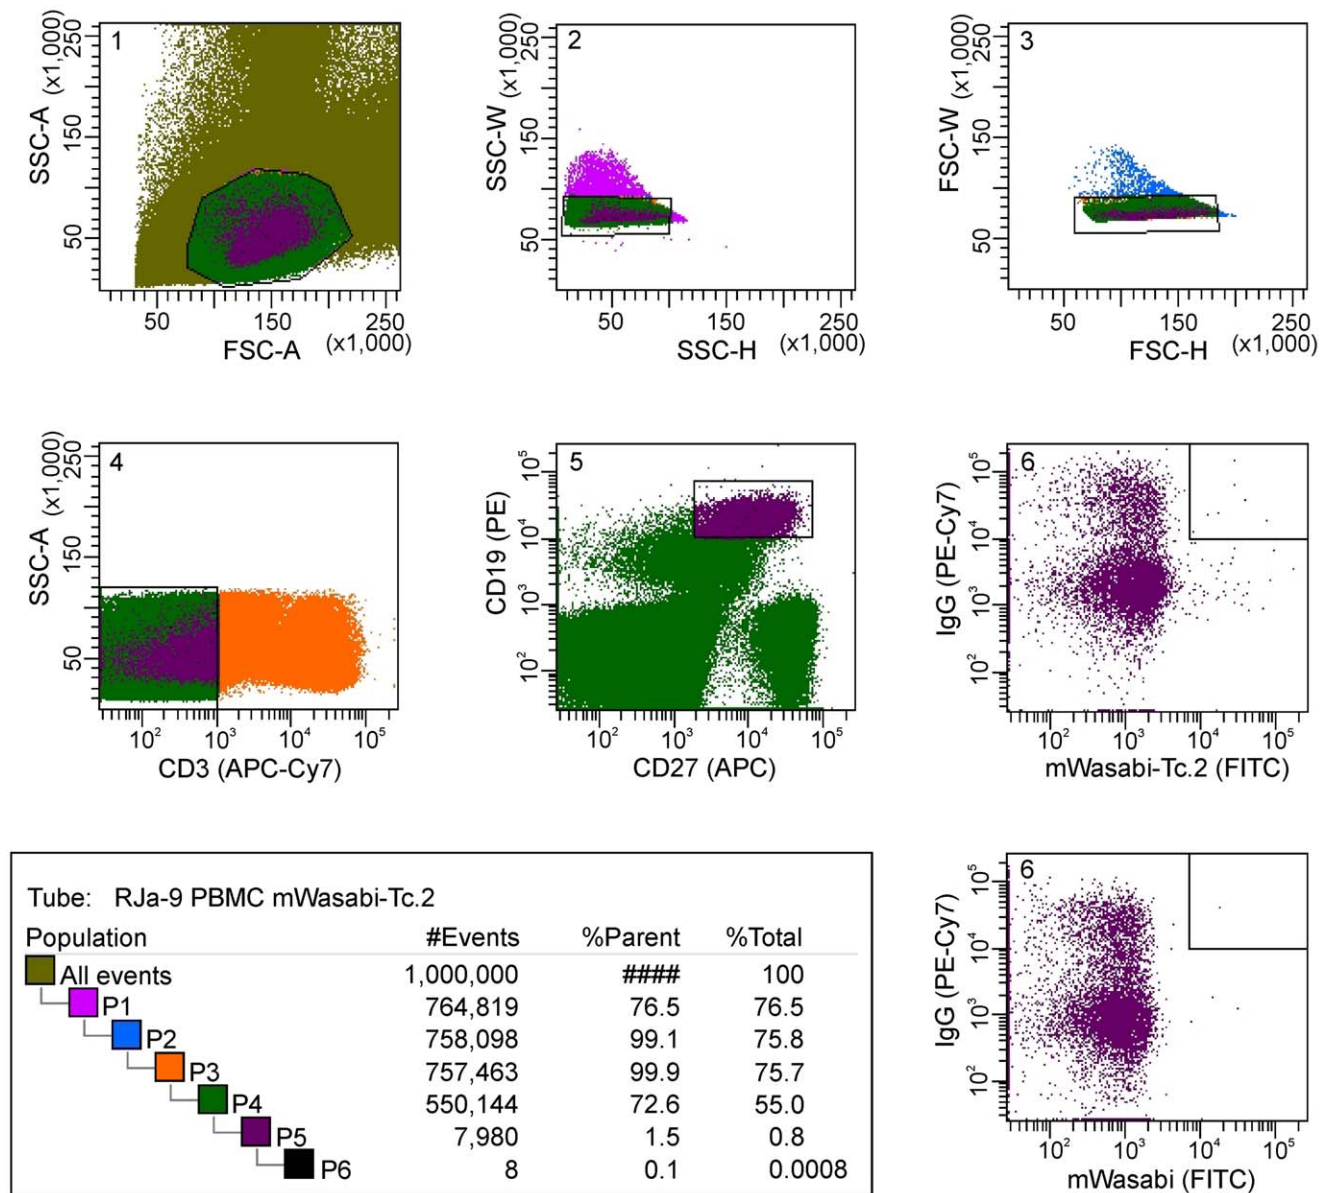 1
SSC-A (x1,000)
250
150
50
50 150 250
FSC-A (x1,000)
2
SSC-W (x1,000)
250
150
50
50 150 250
SSC-H (x1,000)
3
FSC-W (x1,000)
250
150
50
50 150 250
FSC-H (x1,000)
4
SSC-A (x1,000)
250
150
50
10² 10³ 10⁴ 10⁵
CD3 (APC-Cy7)
5
CD19 (PE)
10⁵
10⁴
10³
10²
10² 10³ 10⁴ 10⁵
CD27 (APC)
6
IgG (PE-Cy7)
10⁵
10⁴
10³
10²
10² 10³ 10⁴ 10⁵
mWasabi-Tc.2 (FITC)
Tube: RJa-9 PBMC mWasabi-Tc.2
Population #Events %Parent %Total
All events 1,000,000 #### 100
P1 764,819 76.5 76.5
P2 758,098 99.1 75.8
P3 757,463 99.9 75.7
P4 550,144 72.6 55.0
P5 7,980 1.5 0.8
P6 8 0.1 0.0008
6
IgG (PE-Cy7)
10⁵
10⁴
10³
10²
10² 10³ 10⁴ 10⁵
mWasabi (FITC)